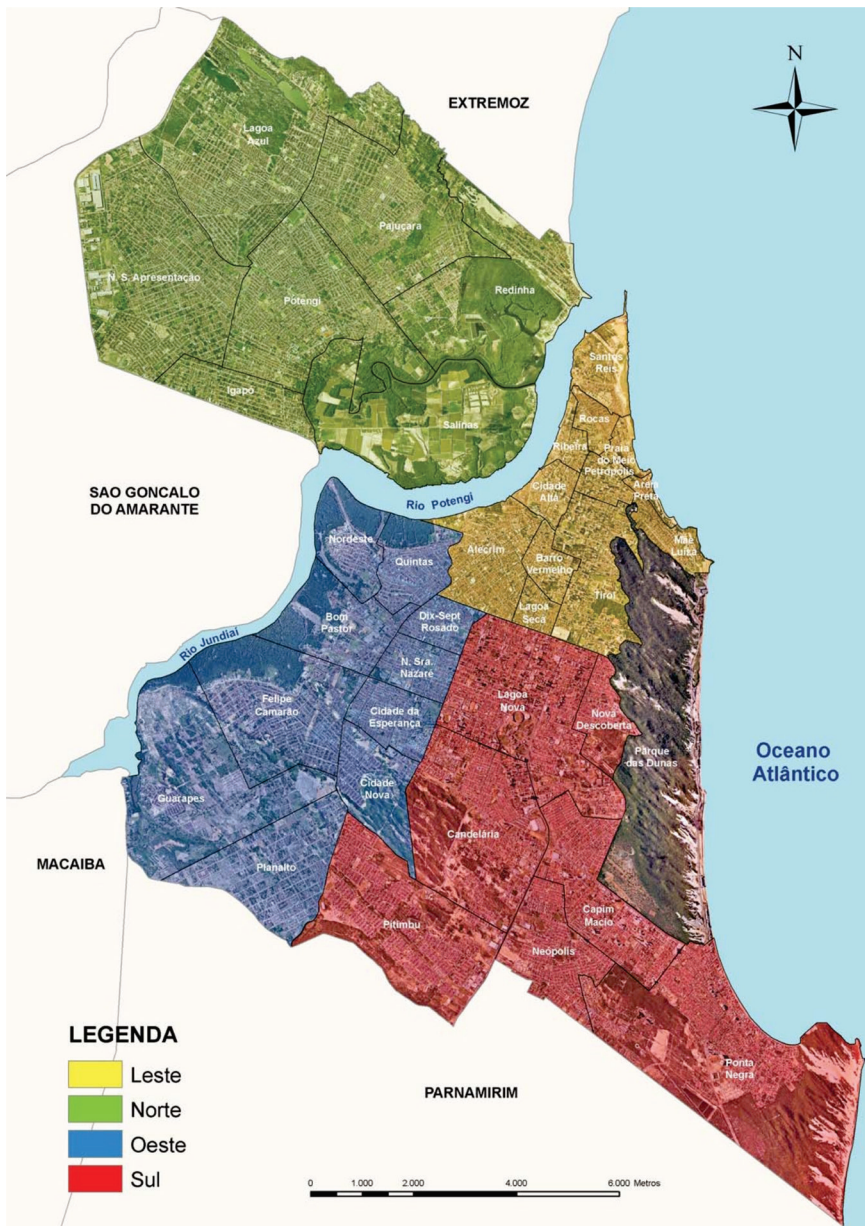 N
EXTREMOZ
Lagoa
Azul
Pajuçara
N. S. Apresentação
Potengi
Redinha
Igapó
Salinas
Santos
Reis
Rocas
Ribeira
Praia
do Meio
Petrópolis
Cidade
Alta
Areia
Preta
SAO GONCALO
DO AMARANTE
Rio Potengi
Nordeste
Quintas
Alecrim
Barro
Vermelho
Mãe
Luiza
Tirol
Lagoa
Seca
Bom
Pastor
Dix-Sept
Rosado
Rio Jundiaí
N. Sra.
Nazaré
Felipe
Camarão
Cidade da
Esperança
Lagoa
Nova
Nova
Descoberta
Parque
das Dunas
Oceano
Atlântico
Guarapes
Cidade
Nova
Candelária
MACAIBA
Planalto
Pitimbu
Capim
Macio
Neópolis
Ponta
Negra
PARNAMIRIM
LEGENDA
Leste
Norte
Oeste
Sul
0 1.000 2.000 4.000 6.000 Metros